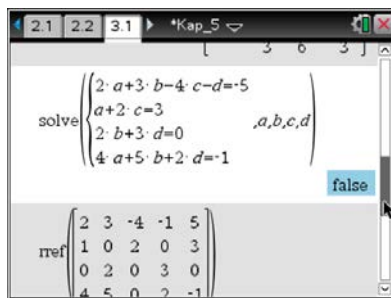 2.1 2.2 3.1 *Kap_5
3 6 3
solve({2·a+3·b-4·c-d=-5
a+2·c=3
2·b+3·d=0
4·a+5·b+2·d=-1 ,a,b,c,d)
false
rref([2 3 -4 -1 5
1 0 2 0 3
0 2 0 3 0
4 5 0 2 -1])